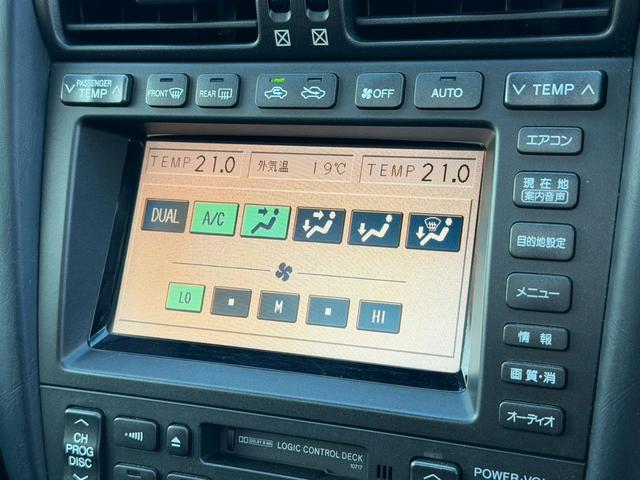 PASSENGER
TEMP
FRONT
REAR
OFF
AUTO
TEMP
TEMP 21.0
外気温 19℃
TEMP 21.0
DUAL
A/C
LO
M
HI
エアコン
現在地
案内音声
目的地設定
メニュー
情報
画質・消
オーディオ
CH
PROG
DISC
DOLBY B NR
LOGIC CONTROL DECK
10717
POWER・VOL